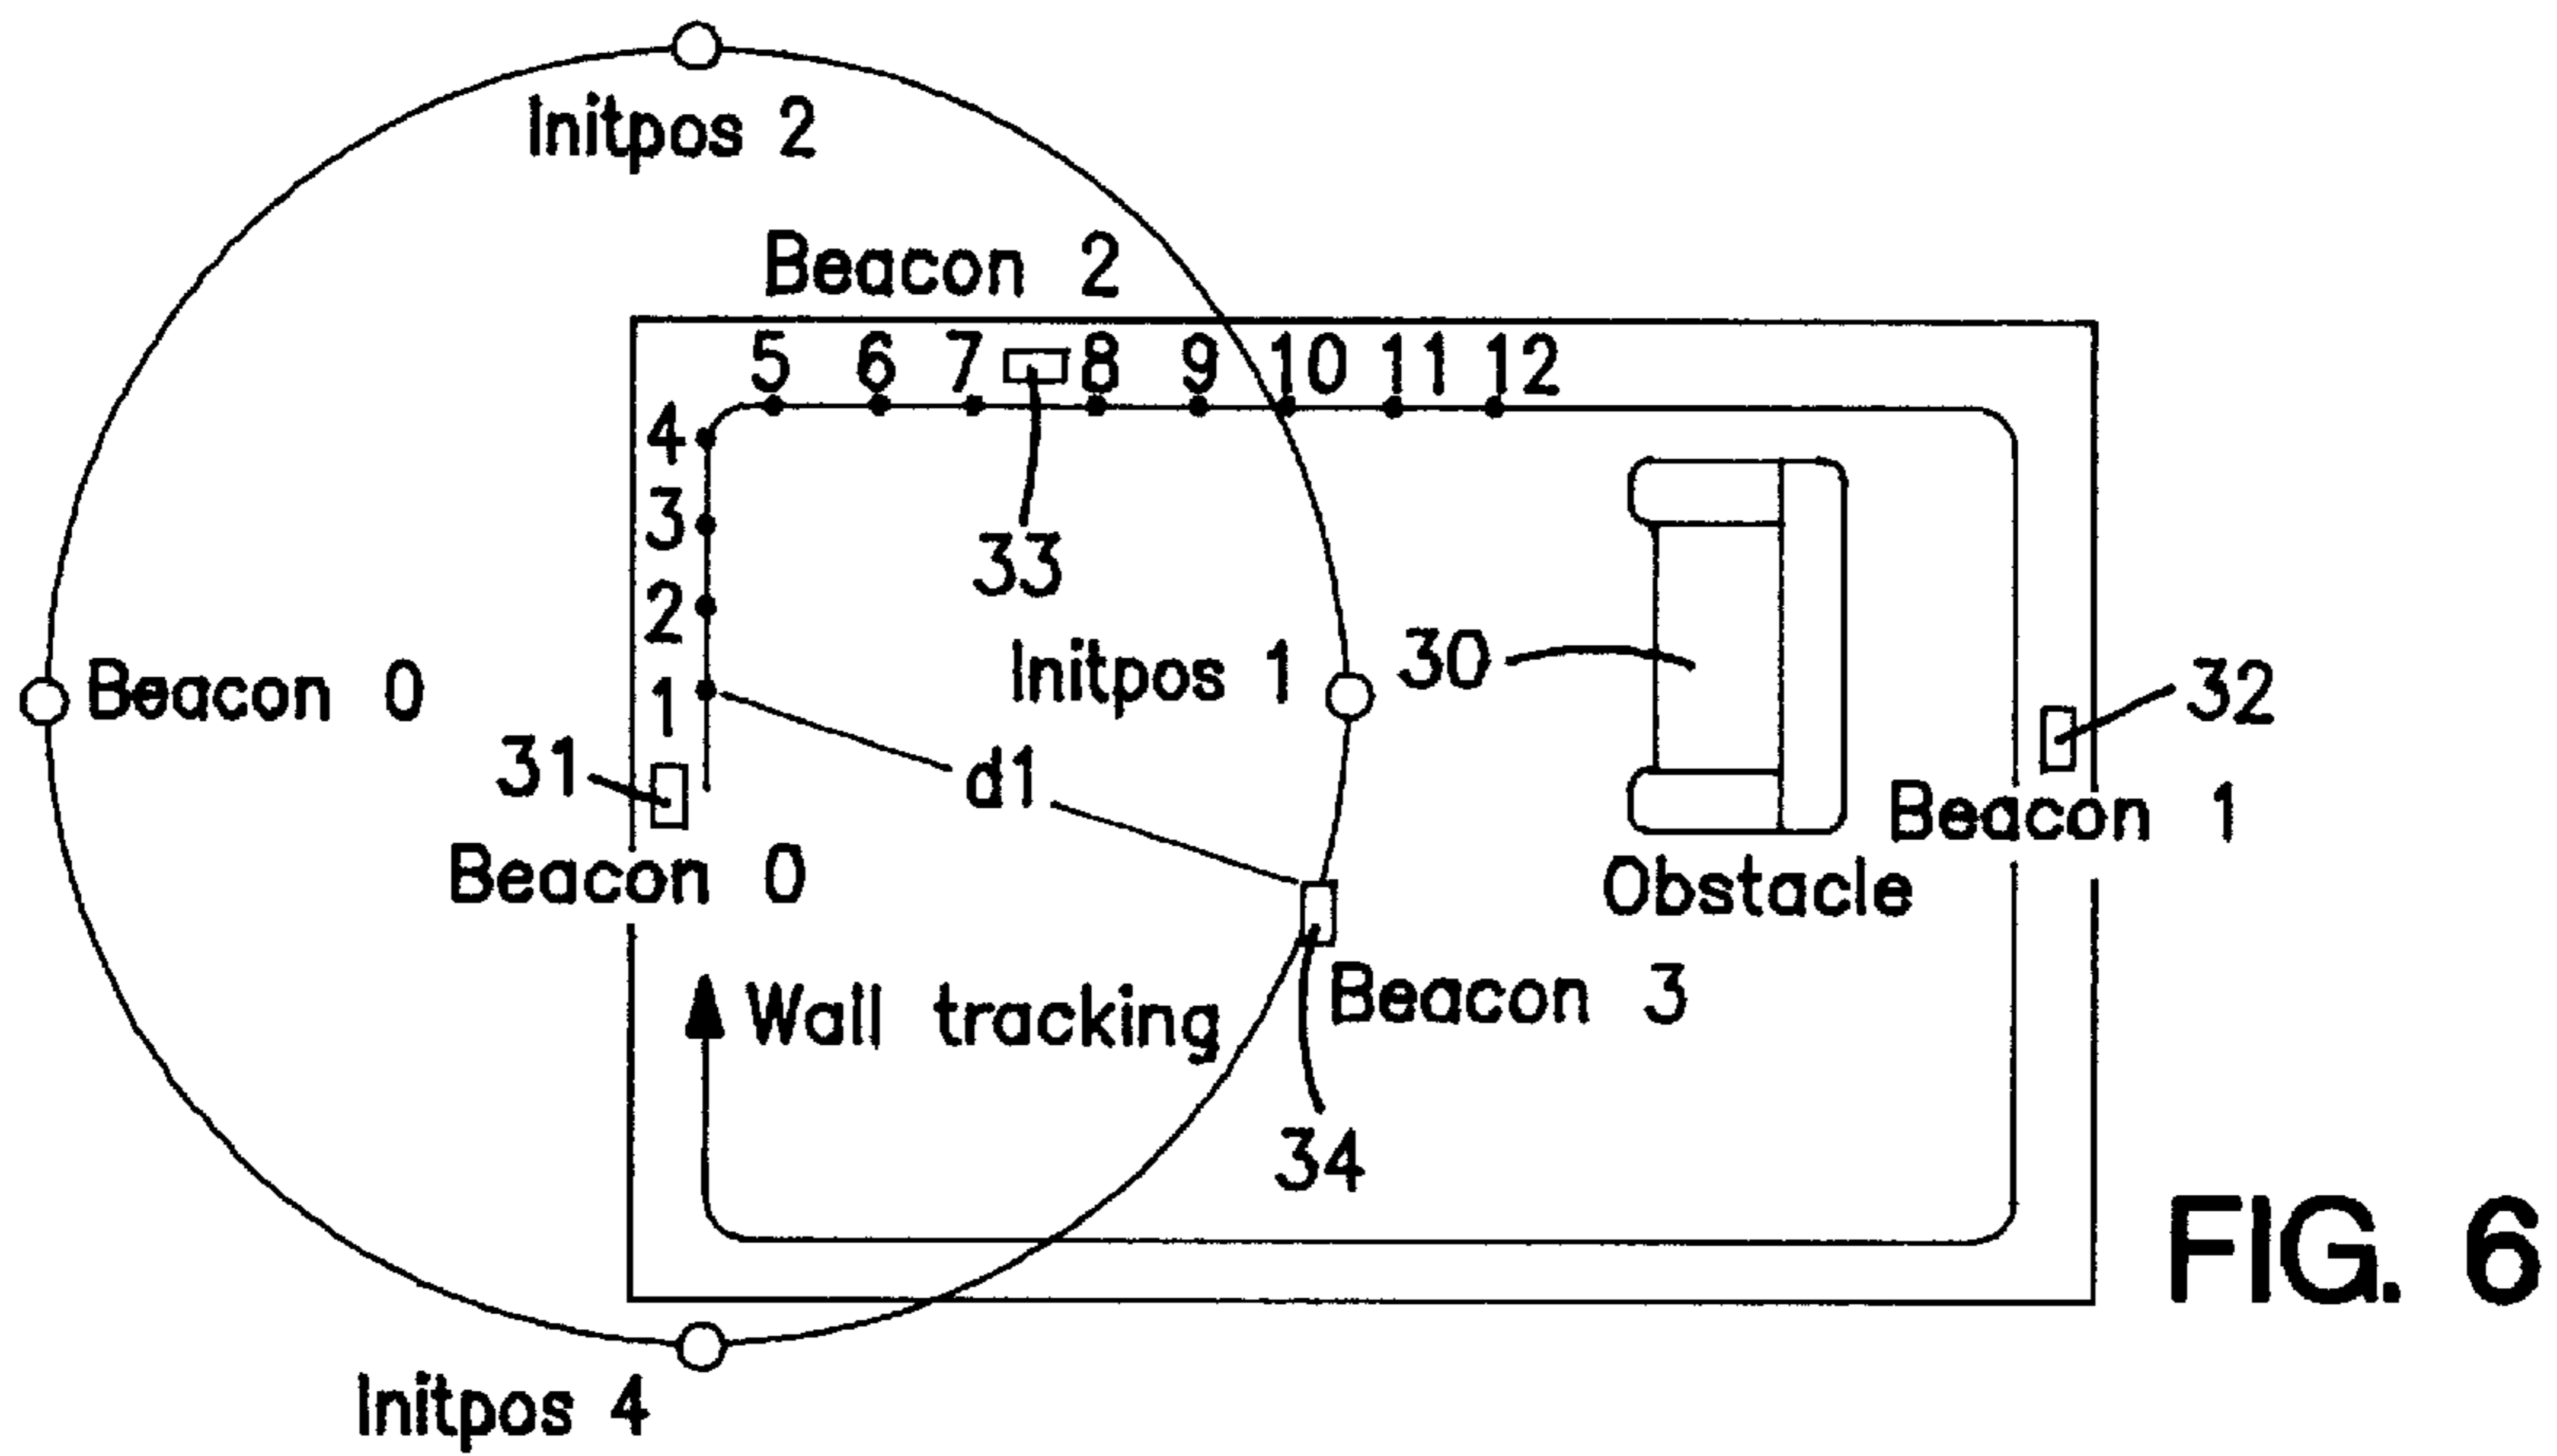 Initpos 2
Beacon 2
5 6 7 8 9 10 11 12
4
3
33
2
Initpos 1
30
Beacon 0
1
32
31
d1
Beacon 1
Beacon 0
Obstacle
Wall tracking
Beacon 3
34
FIG. 6
Initpos 4